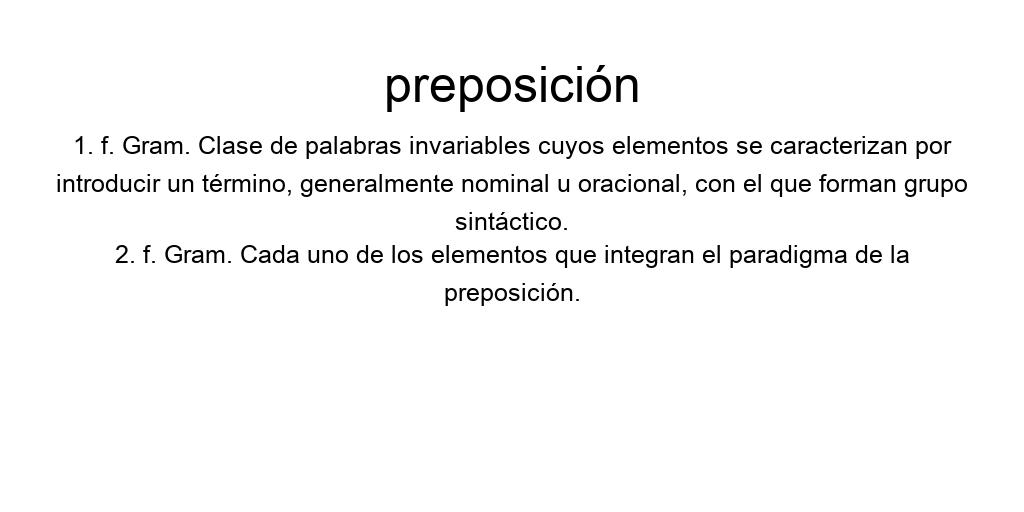 preposición
1. f. Gram. Clase de palabras invariables cuyos elementos se caracterizan por
introducir un término, generalmente nominal u oracional, con el que forman grupo
sintáctico.
2. f. Gram. Cada uno de los elementos que integran el paradigma de la
preposición.